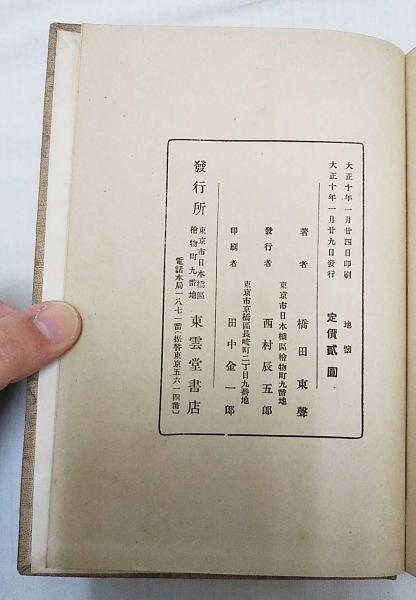 大正十年一月廿四日印刷
大正十年一月廿九日發行
地懷
定價貳圓
著者 橋田東聲
東京市日本橋區檜物町九番地
發行者 西村辰五郎
東京市京橋區長崎町二丁目九番地
印刷者 田中金一郎
發行所 東京市日本橋區檜物町九番地 東雲堂書店
電話本局一八七一番(振替東京五六一四番)